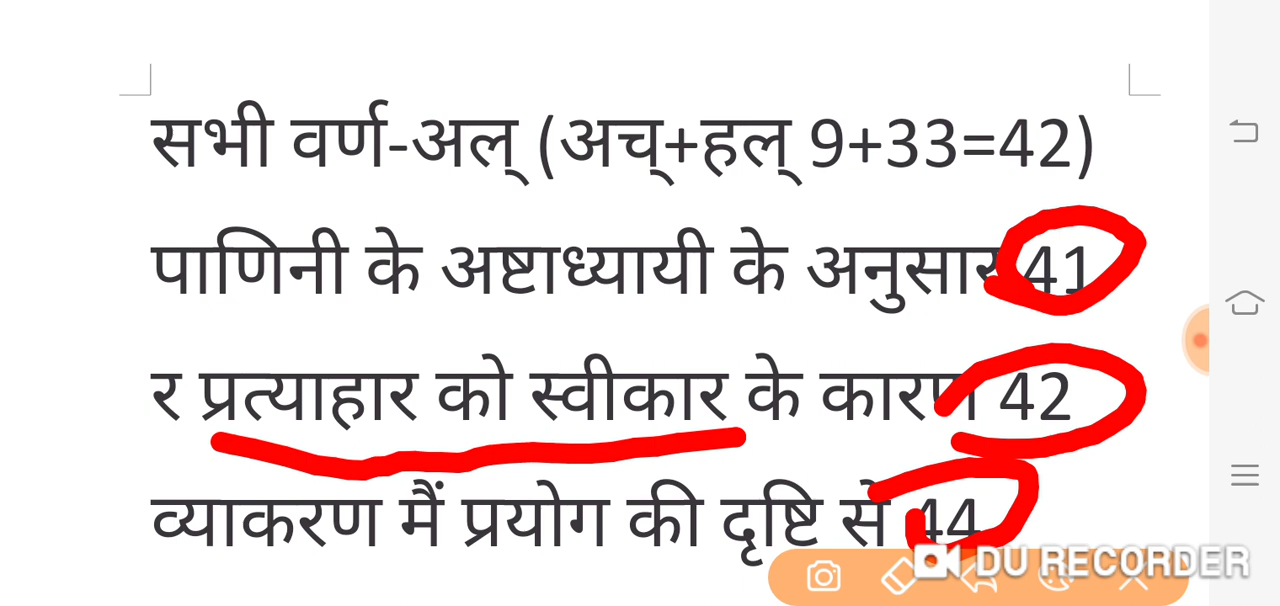 सभी वर्ण-अल् (अच्+हल् 9+33=42)
पाणिनी के अष्टाध्यायी के अनुसार 41
र प्रत्याहार को स्वीकार के कारण 42
व्याकरण मैं प्रयोग की दृष्टि से 44
DU RECORDER